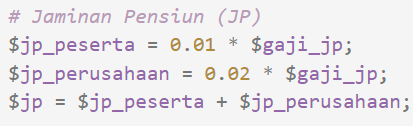 # Jaminan Pensiun (JP)
$jp_peserta = 0.01 * $gaji_jp;
$jp_perusahaan = 0.02 * $gaji_jp;
$jp = $jp_peserta + $jp_perusahaan;